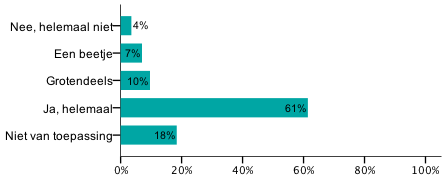 Nee, helemaal niet 4%
Een beetje 7%
Grotendeels 10%
Ja, helemaal 61%
Niet van toepassing 18%
0% 20% 40% 60% 80% 100%